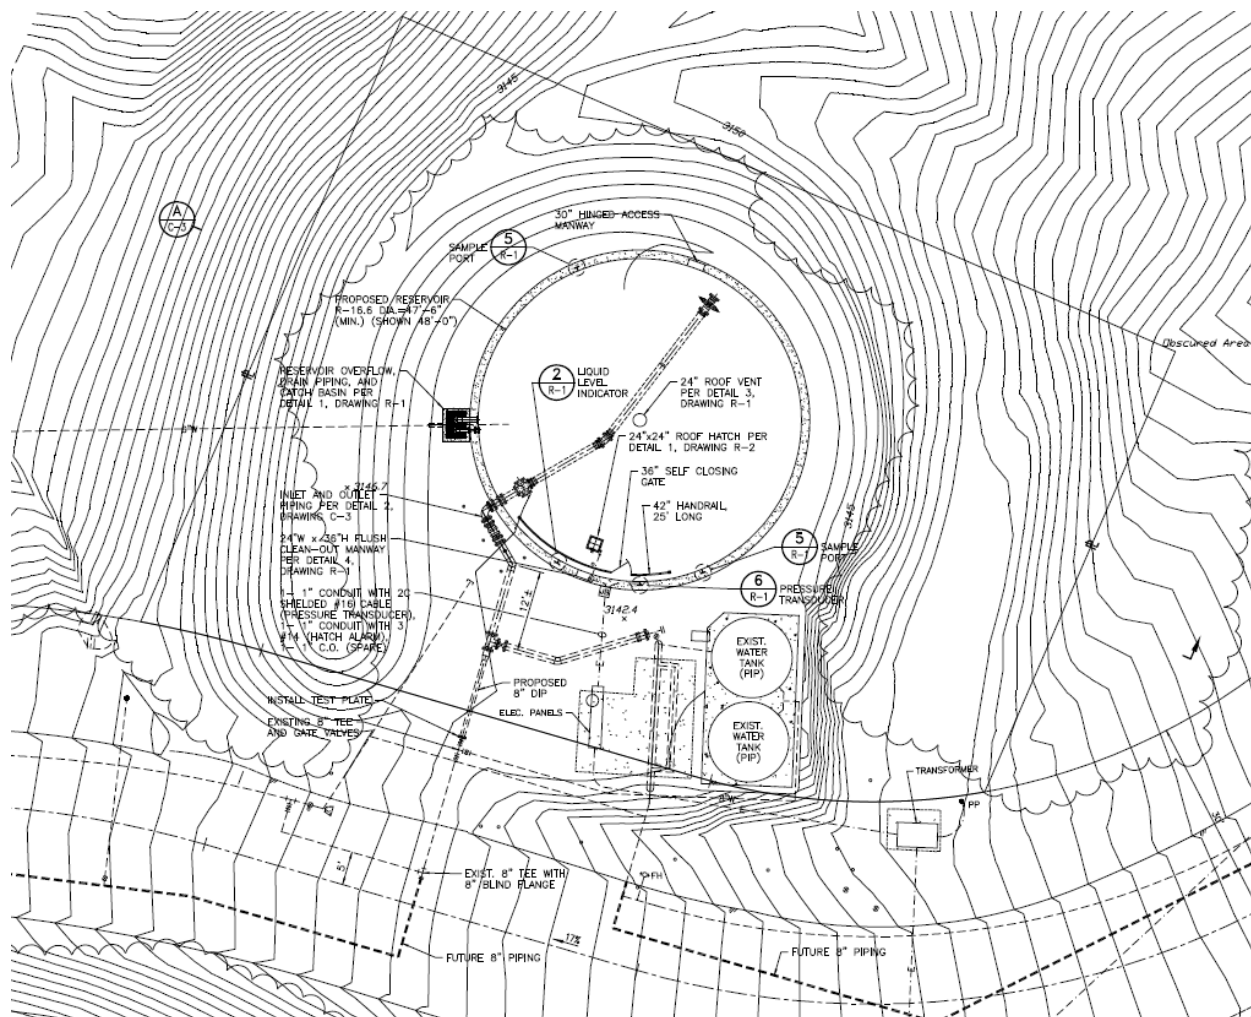 3145
3150
A
C-3
30" HINGED ACCESS
MANWAY
5
R-1
SAMPLE
PORT
PROPOSED RESERVOIR
R-16.6 DIA.=47'-6"
(MIN.) (SHOWN 48'-0")
Obscured Area
RESERVOIR OVERFLOW,
DRAIN PIPING, AND
CATCH BASIN PER
DETAIL 1, DRAWING R-1
2
R-1
LIQUID
LEVEL
INDICATOR
24" ROOF VENT
PER DETAIL 3,
DRAWING R-1
24"x24" ROOF HATCH PER
DETAIL 1, DRAWING R-2
36" SELF CLOSING
GATE
42" HANDRAIL,
25' LONG
3146.7
INLET AND OUTLET
PIPING PER DETAIL 2,
DRAWING C-3
24"W x 36"H FLUSH
CLEAN-OUT MANWAY
PER DETAIL 4,
DRAWING R-1
3145
5
R-1
SAMPLE
PORT
6
R-1
PRESSURE
TRANSDUCER
1- 1" CONDUIT WITH 2C
SHIELDED #16 CABLE
(PRESSURE TRANSDUCER),
1- 1" CONDUIT WITH 3
#14 (HATCH ALARM),
1- 1" C.O. (SPARE)
12'±
3142.4
EXIST.
WATER
TANK
(PIP)
PROPOSED
8" DIP
INSTALL TEST PLATE
ELEC. PANELS
EXISTING 8" TEE
AND GATE VALVES
EXIST.
WATER
TANK
(PIP)
TRANSFORMER
PP
8"W
5'
EXIST. 8" TEE WITH
8" BLIND FLANGE
FH
17%
FUTURE 8" PIPING
FUTURE 8" PIPING
E